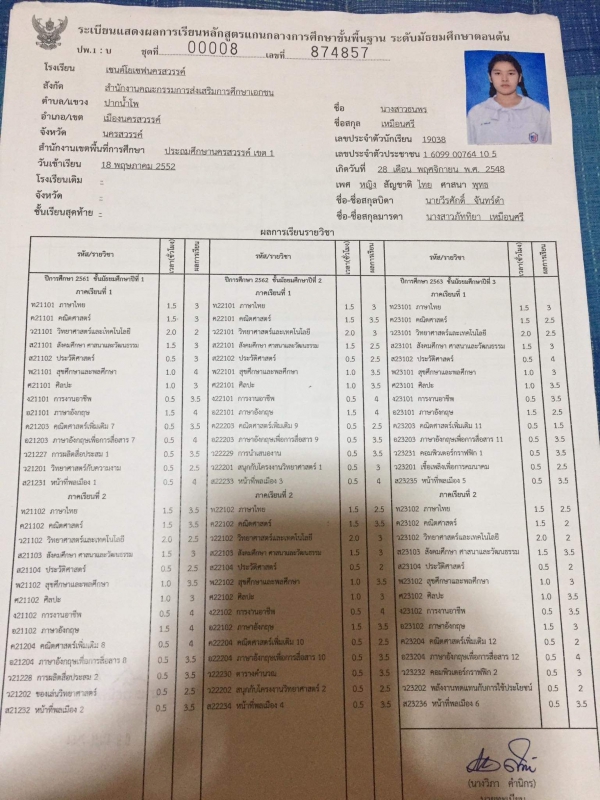 ระเบียนแสดงผลการเรียนหลักสูตรแกนกลางการศึกษาขั้นพื้นฐาน ระดับมัธยมศึกษาตอนต้น
ปพ.1 : บ ชุดที่ 00008 เลขที่ 874857
โรงเรียน เซนต์โยเซฟนครสวรรค์
สังกัด สำนักงานคณะกรรมการส่งเสริมการศึกษาเอกชน
ตำบล/แขวง ปากน้ำโพ
อำเภอ/เขต เมืองนครสวรรค์
จังหวัด นครสวรรค์
สำนักงานเขตพื้นที่การศึกษา ประถมศึกษานครสวรรค์ เขต 1
วันเข้าเรียน 18 พฤษภาคม 2552
โรงเรียนเดิม -
จังหวัด -
ชั้นเรียนสุดท้าย -
ชื่อ นางสาวธนพร
ชื่อสกุล เหมือนศรี
เลขประจำตัวนักเรียน 19038
เลขประจำตัวประชาชน 1 6099 00764 10 5
เกิดวันที่ 28 เดือน พฤศจิกายน พ.ศ. 2548
เพศ หญิง สัญชาติ ไทย ศาสนา พุทธ
ชื่อ-ชื่อสกุลบิดา นายวีรศักดิ์ จันทร์ดำ
ชื่อ-ชื่อสกุลมารดา นางสาวภัททิยา เหมือนศรี
ผลการเรียนรายวิชา
รหัส/รายวิชา เวลา(ชั่วโมง) ผลการเรียน
ปีการศึกษา 2561 ชั้นมัธยมศึกษาปีที่ 1
ภาคเรียนที่ 1
ท21101 ภาษาไทย 1.5 3
ค21101 คณิตศาสตร์ 1.5 3
ว21101 วิทยาศาสตร์และเทคโนโลยี 2.0 2
ส21101 สังคมศึกษา ศาสนาและวัฒนธรรม 1.5 3
ส21102 ประวัติศาสตร์ 0.5 3
พ21101 สุขศึกษาและพลศึกษา 1.0 4
ศ21101 ศิลปะ 1.0 3
ง21101 การงานอาชีพ 0.5 3.5
อ21101 ภาษาอังกฤษ 1.5 4
ค21203 คณิตศาสตร์เพิ่มเติม 7 0.5 3.5
อ21203 ภาษาอังกฤษเพื่อการสื่อสาร 7 0.5 4
ว21227 การผลิตสื่อประสม 1 0.5 3.5
ว21201 วิทยาศาสตร์กับความงาม 0.5 2.5
ส21231 หน้าที่พลเมือง 1 0.5 4
ภาคเรียนที่ 2
ท21102 ภาษาไทย 1.5 3.5
ค21102 คณิตศาสตร์ 1.5 3.5
ว21102 วิทยาศาสตร์และเทคโนโลยี 2.0 2.5
ส21103 สังคมศึกษา ศาสนาและวัฒนธรรม 1.5 3
ส21104 ประวัติศาสตร์ 0.5 2.5
พ21102 สุขศึกษาและพลศึกษา 1.0 3.5
ศ21102 ศิลปะ 1.0 3
ง21102 การงานอาชีพ 0.5 4
อ21102 ภาษาอังกฤษ 1.5 4
ค21204 คณิตศาสตร์เพิ่มเติม 8 0.5 4
อ21204 ภาษาอังกฤษเพื่อการสื่อสาร 8 0.5 3.5
ว21228 การผลิตสื่อประสม 2 0.5 2.5
ว21202 ของเล่นวิทยาศาสตร์ 0.5 2.5
ส21232 หน้าที่พลเมือง 2 0.5 3.5
รหัส/รายวิชา เวลา(ชั่วโมง) ผลการเรียน
ปีการศึกษา 2562 ชั้นมัธยมศึกษาปีที่ 2
ภาคเรียนที่ 1
ท22101 ภาษาไทย 1.5 3
ค22101 คณิตศาสตร์ 1.5 3.5
ว22101 วิทยาศาสตร์และเทคโนโลยี 2.0 3
ส22101 สังคมศึกษา ศาสนาและวัฒนธรรม 1.5 2.5
ส22102 ประวัติศาสตร์ 0.5 2.5
พ22101 สุขศึกษาและพลศึกษา 1.0 3.5
ศ22101 ศิลปะ 1.0 3.5
ง22101 การงานอาชีพ 0.5 4
อ22101 ภาษาอังกฤษ 1.5 4
ค22203 คณิตศาสตร์เพิ่มเติม 9 0.5 2.5
อ22203 ภาษาอังกฤษเพื่อการสื่อสาร 9 0.5 3.5
ว22229 การนำเสนองาน 0.5 3.5
ว22201 สนุกกับโครงงานวิทยาศาสตร์ 1 0.5 3
ส22233 หน้าที่พลเมือง 3 0.5 4
ภาคเรียนที่ 2
ท22102 ภาษาไทย 1.5 2.5
ค22102 คณิตศาสตร์ 1.5 3.5
ว22102 วิทยาศาสตร์และเทคโนโลยี 2.0 3
ส22103 สังคมศึกษา ศาสนาและวัฒนธรรม 1.5 3
ส22104 ประวัติศาสตร์ 0.5 2
พ22102 สุขศึกษาและพลศึกษา 1.0 3.5
ศ22102 ศิลปะ 1.0 3
ง22102 การงานอาชีพ 0.5 4
อ22102 ภาษาอังกฤษ 1.5 3.5
ค22204 คณิตศาสตร์เพิ่มเติม 10 0.5 3.5
อ22204 ภาษาอังกฤษเพื่อการสื่อสาร 10 0.5 3.5
ว22230 ตารางคำนวณ 0.5 3.5
ว22202 สนุกกับโครงงานวิทยาศาสตร์ 2 0.5 2.5
ส22234 หน้าที่พลเมือง 4 0.5 3.5
รหัส/รายวิชา เวลา(ชั่วโมง) ผลการเรียน
ปีการศึกษา 2563 ชั้นมัธยมศึกษาปีที่ 3
ภาคเรียนที่ 1
ท23101 ภาษาไทย 1.5 3
ค23101 คณิตศาสตร์ 1.5 2.5
ว23101 วิทยาศาสตร์และเทคโนโลยี 2.0 2.5
ส23101 สังคมศึกษา ศาสนาและวัฒนธรรม 1.5 3
ส23102 ประวัติศาสตร์ 0.5 4
พ23101 สุขศึกษาและพลศึกษา 1.0 3
ศ23101 ศิลปะ 1.0 3.5
ง23101 การงานอาชีพ 0.5 4
อ23101 ภาษาอังกฤษ 1.5 2.5
ค23203 คณิตศาสตร์เพิ่มเติม 11 0.5 1.5
อ23203 ภาษาอังกฤษเพื่อการสื่อสาร 11 0.5 3.5
ว23231 คอมพิวเตอร์กราฟฟิก 1 0.5 3.5
ว23201 เชื้อเพลิงเพื่อการคมนาคม 0.5 2.5
ส23235 หน้าที่พลเมือง 5 0.5 3.5
ภาคเรียนที่ 2
ท23102 ภาษาไทย 1.5 2.5
ค23102 คณิตศาสตร์ 1.5 2
ว23102 วิทยาศาสตร์และเทคโนโลยี 2.0 2
ส23103 สังคมศึกษา ศาสนาและวัฒนธรรม 1.5 3.5
ส23104 ประวัติศาสตร์ 0.5 2
พ23102 สุขศึกษาและพลศึกษา 1.0 3
ศ23102 ศิลปะ 1.0 3.5
ง23102 การงานอาชีพ 0.5 3.5
อ23102 ภาษาอังกฤษ 1.5 3
ค23204 คณิตศาสตร์เพิ่มเติม 12 0.5 2
อ23204 ภาษาอังกฤษเพื่อการสื่อสาร 12 0.5 4
ว23232 คอมพิวเตอร์กราฟฟิก 2 0.5 3
ว23202 พลังงานทดแทนกับการใช้ประโยชน์ 0.5 2
ส23236 หน้าที่พลเมือง 6 0.5 3.5
(นางวิภา คำนิกร)
นายทะเบียน